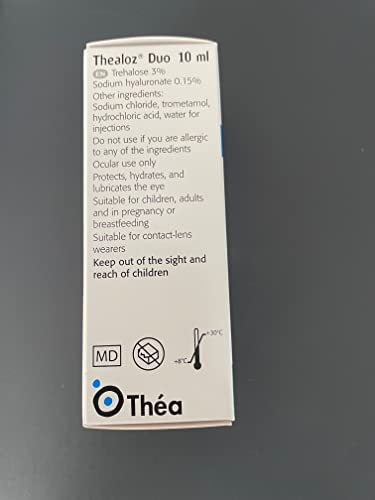 Thealoz® Duo 10 ml
EN Trehalose 3%
Sodium hyaluronate 0.15%
Other ingredients:
Sodium chloride, trometamol,
hydrochloric acid, water for
injections
Do not use if you are allergic
to any of the ingredients
Ocular use only
Protects, hydrates, and
lubricates the eye
Suitable for children, adults
and in pregnancy or
breastfeeding
Suitable for contact-lens
wearers
Keep out of the sight and
reach of children
+30°C
MD
+8°C
Théa